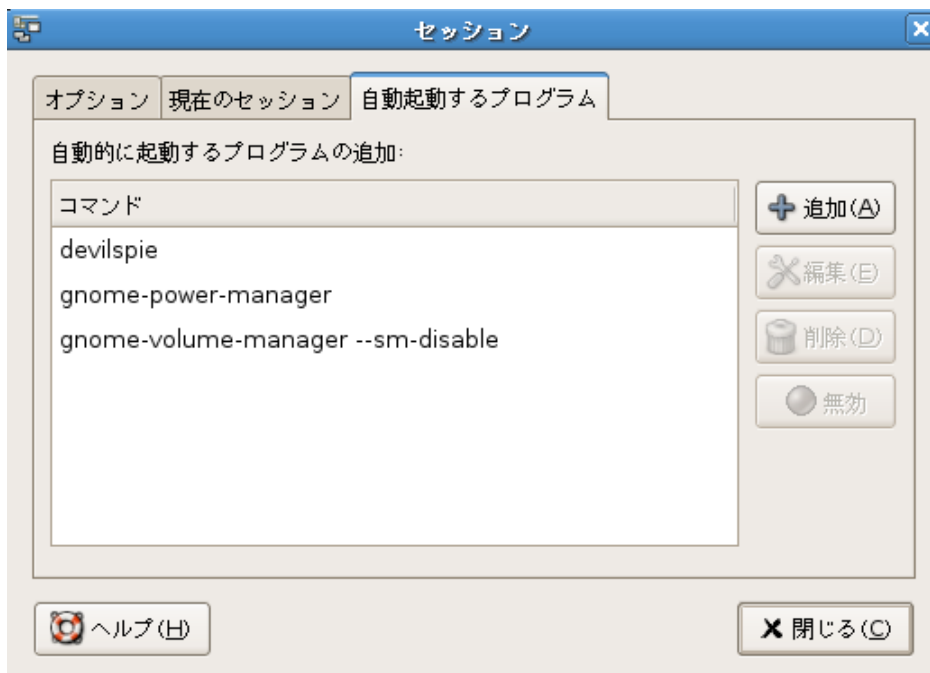 セッション
オプション 現在のセッション 自動起動するプログラム
自動的に起動するプログラムの追加:
コマンド
devilspie
gnome-power-manager
gnome-volume-manager --sm-disable
追加(A)
編集(E)
削除(D)
無効
ヘルプ(H)
閉じる(C)